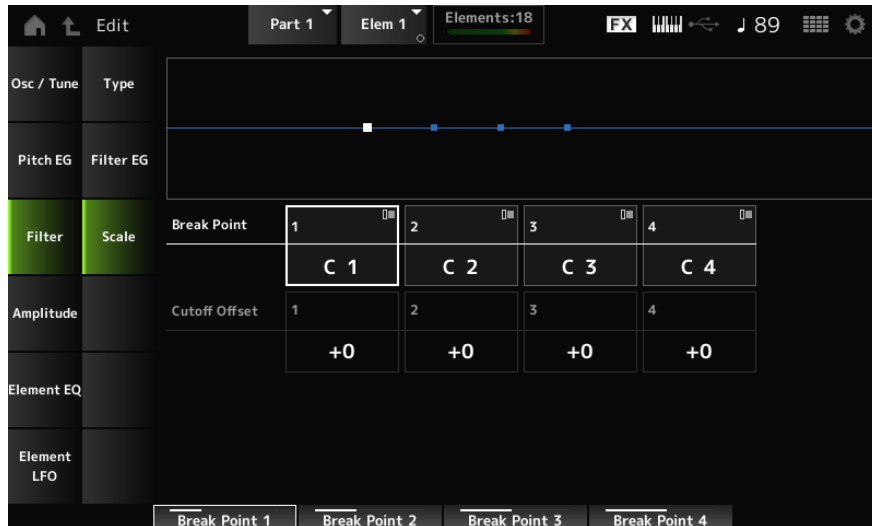 Edit
Part 1
Elem 1
Elements:18
FX
♩ 89
Osc / Tune
Type
Pitch EG
Filter EG
Filter
Scale
Amplitude
Element EQ
Element
LFO
Break Point
1
2
3
4
C 1
C 2
C 3
C 4
Cutoff Offset
1
2
3
4
+0
+0
+0
+0
Break Point 1
Break Point 2
Break Point 3
Break Point 4